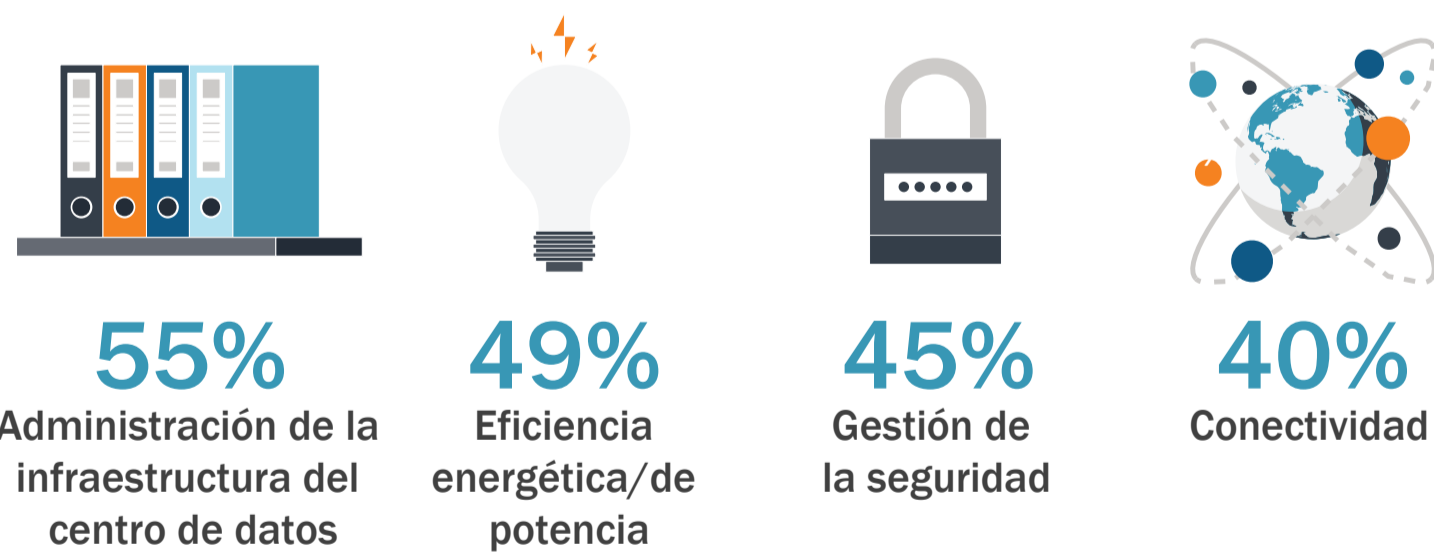 55%
Administración de la
infraestructura del
centro de datos
49%
Eficiencia
energética/de
potencia
45%
Gestión de
la seguridad
40%
Conectividad